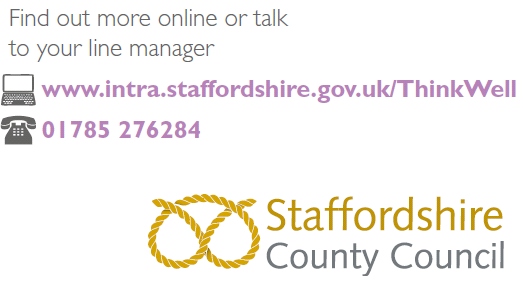 Find out more online or talk
to your line manager
www.intra.staffordshire.gov.uk/ThinkWell
01785 276284
Staffordshire
County Council